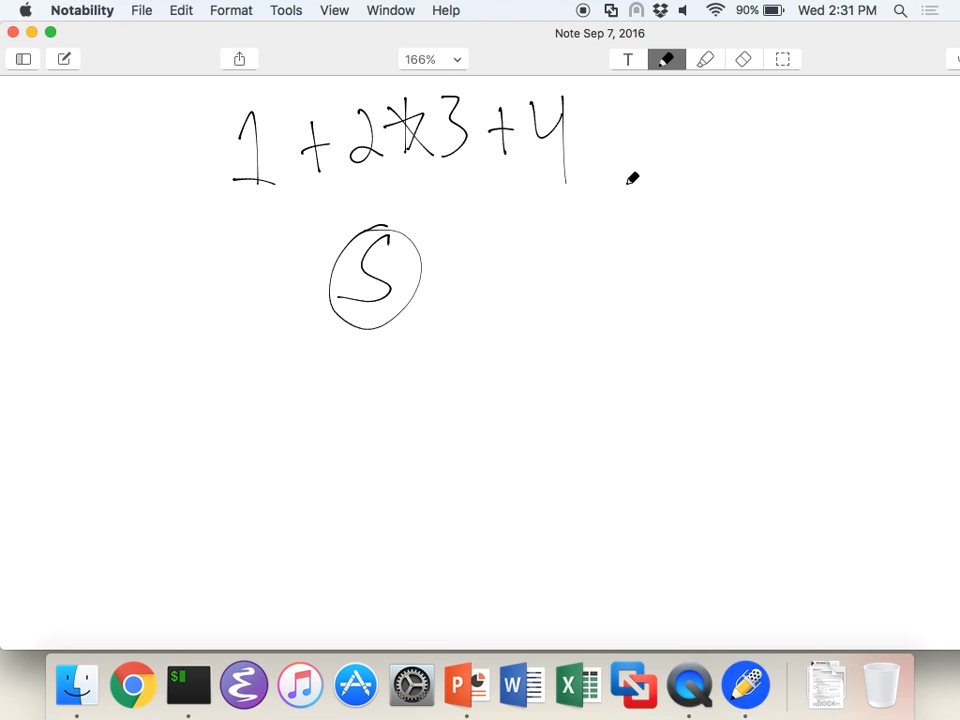 Notability File Edit Format Tools View Window Help 90% Wed 2:31 PM
Note Sep 7, 2016
166% T
1 + 2 * 3 + 4
S
$ P W X
DOCX